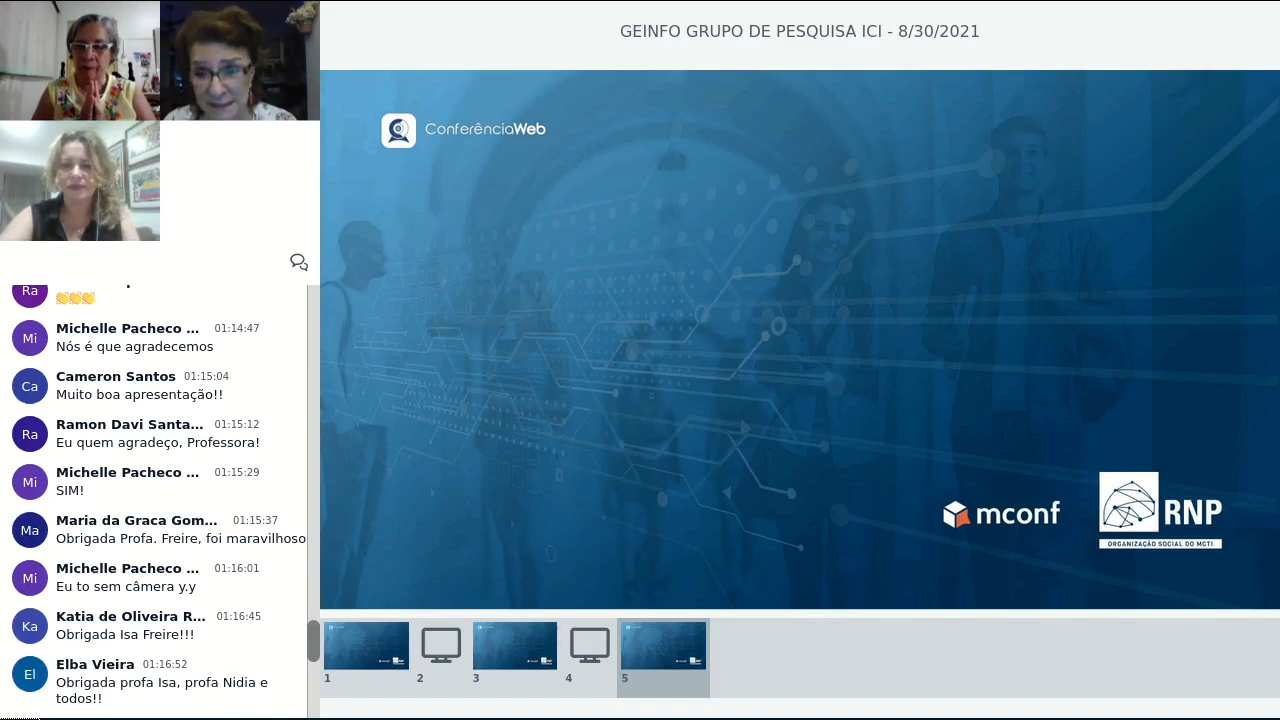 GEINFO GRUPO DE PESQUISA ICI - 8/30/2021
ConferênciaWeb
mconf
RNP
ORGANIZAÇÃO SOCIAL DO MCTI
Ra
👏👏👏
Mi
Michelle Pacheco ... 01:14:47
Nós é que agradecemos
Ca
Cameron Santos 01:15:04
Muito boa apresentação!!
Ra
Ramon Davi Santa... 01:15:12
Eu quem agradeço, Professora!
Mi
Michelle Pacheco ... 01:15:29
SIM!
Ma
Maria da Graca Gom... 01:15:37
Obrigada Profa. Freire, foi maravilhoso
Mi
Michelle Pacheco ... 01:16:01
Eu to sem câmera y.y
Ka
Katia de Oliveira R... 01:16:45
Obrigada Isa Freire!!!
El
Elba Vieira 01:16:52
Obrigada profa Isa, profa Nidia e
todos!!
1
2
3
4
5